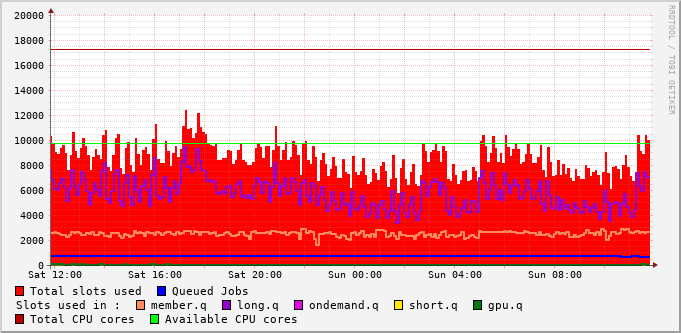 20000
18000
16000
14000
12000
10000
8000
6000
4000
2000
0
Sat 12:00 Sat 16:00 Sat 20:00 Sun 00:00 Sun 04:00 Sun 08:00
RRDTOOL / TOBI OETIKER
Total slots used Queued Jobs
Slots used in : member.q long.q ondemand.q short.q gpu.q
Total CPU cores Available CPU cores